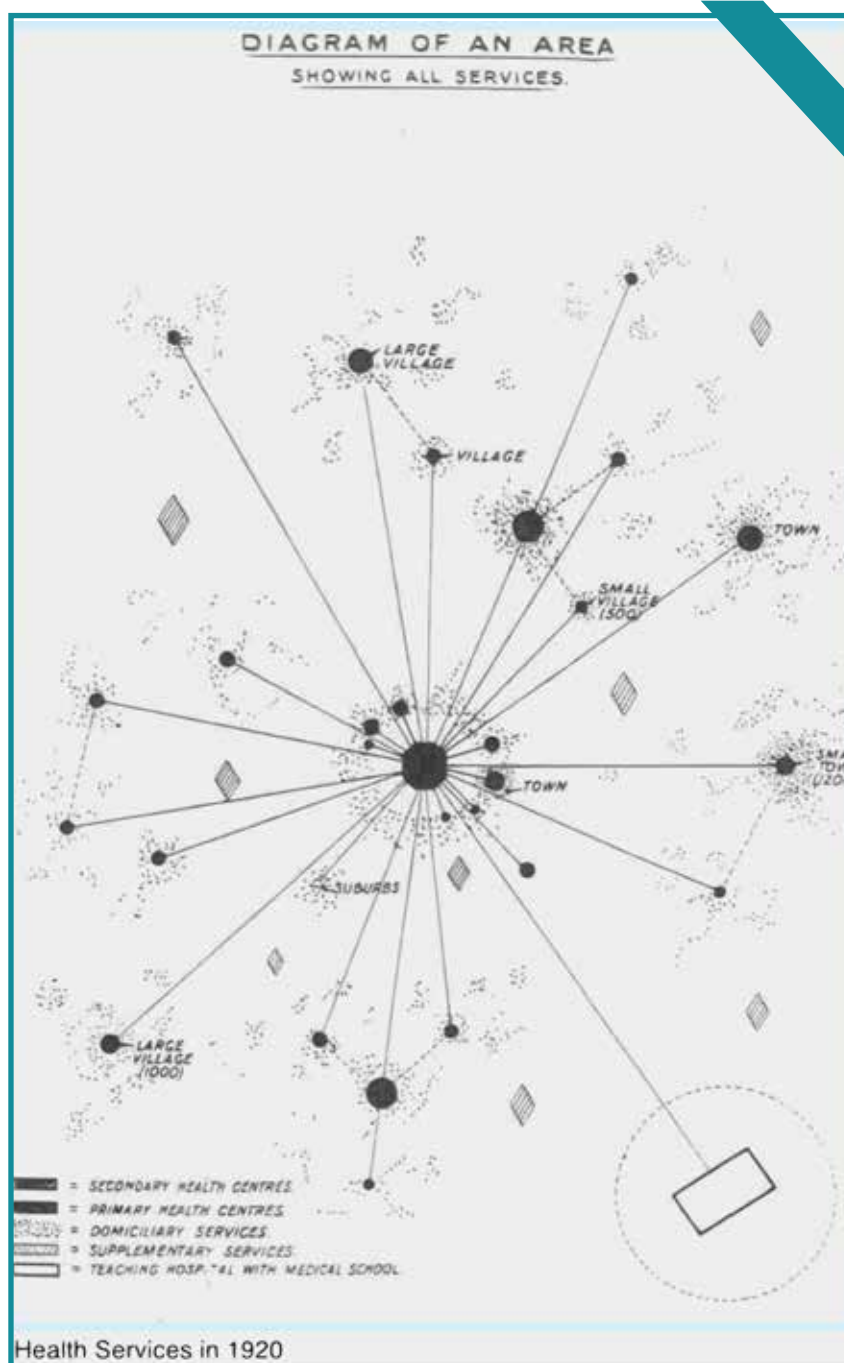 DIAGRAM OF AN AREA
SHOWING ALL SERVICES.
LARGE
VILLAGE
VILLAGE
TOWN
SMALL
VILLAGE
(500)
TOWN
SUBURBS
LARGE
VILLAGE
(1000)
= SECONDARY HEALTH CENTRES.
= PRIMARY HEALTH CENTRES.
= DOMICILIARY SERVICES.
= SUPPLEMENTARY SERVICES.
= TEACHING HOSPITAL WITH MEDICAL SCHOOL.
Health Services in 1920